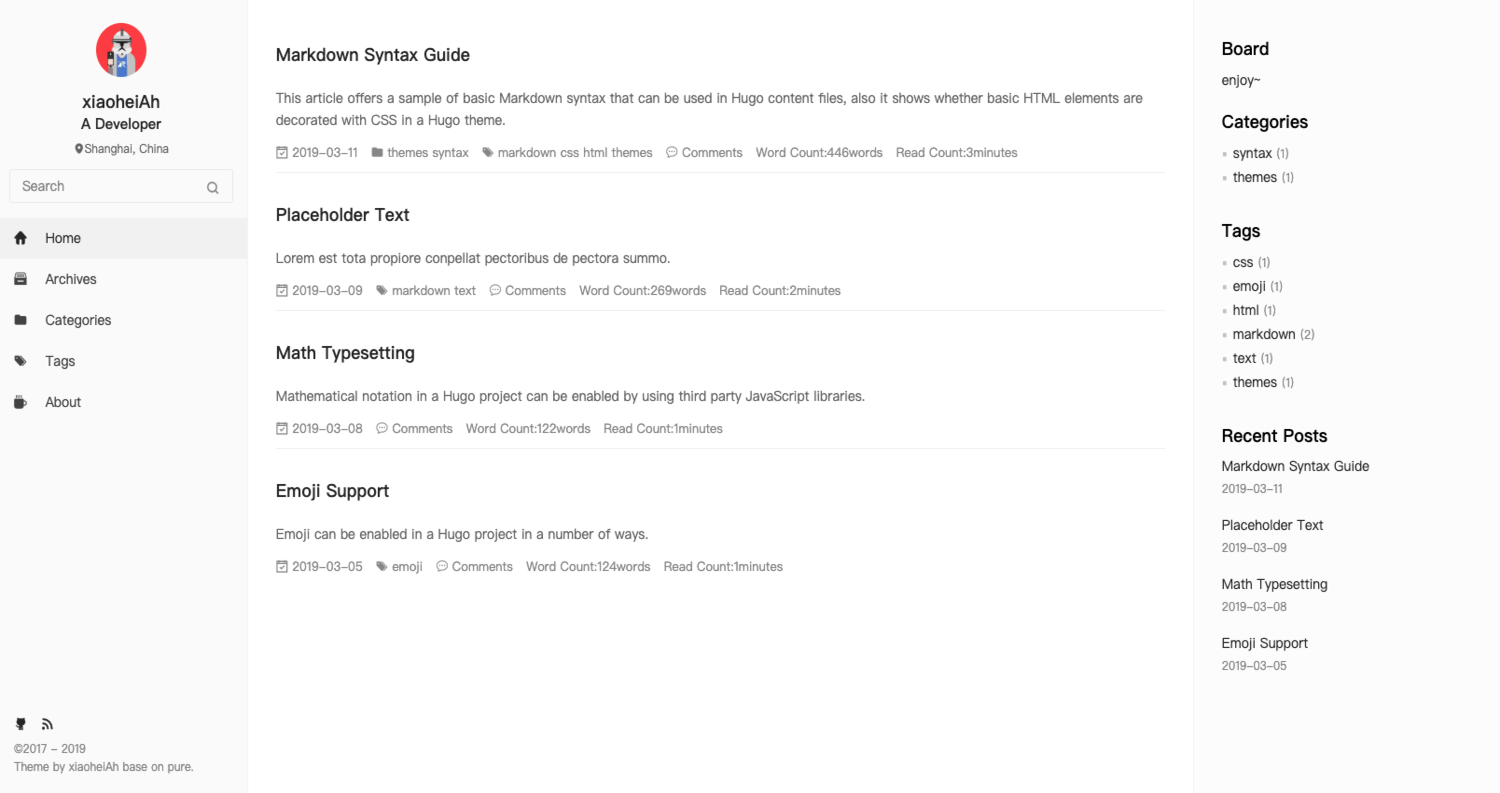 xiaoheiAh
A Developer
Shanghai, China
Search
Home
Archives
Categories
Tags
About
©2017 – 2019
Theme by xiaoheiAh base on pure.
Markdown Syntax Guide
This article offers a sample of basic Markdown syntax that can be used in Hugo content files, also it shows whether basic HTML elements are
decorated with CSS in a Hugo theme.
2019–03–11 themes syntax markdown css html themes Comments Word Count:446words Read Count:3minutes
Placeholder Text
Lorem est tota propiore conpellat pectoribus de pectora summo.
2019–03–09 markdown text Comments Word Count:269words Read Count:2minutes
Math Typesetting
Mathematical notation in a Hugo project can be enabled by using third party JavaScript libraries.
2019–03–08 Comments Word Count:122words Read Count:1minutes
Emoji Support
Emoji can be enabled in a Hugo project in a number of ways.
2019–03–05 emoji Comments Word Count:124words Read Count:1minutes
Board
enjoy~
Categories
syntax (1)
themes (1)
Tags
css (1)
emoji (1)
html (1)
markdown (2)
text (1)
themes (1)
Recent Posts
Markdown Syntax Guide
2019–03–11
Placeholder Text
2019–03–09
Math Typesetting
2019–03–08
Emoji Support
2019–03–05